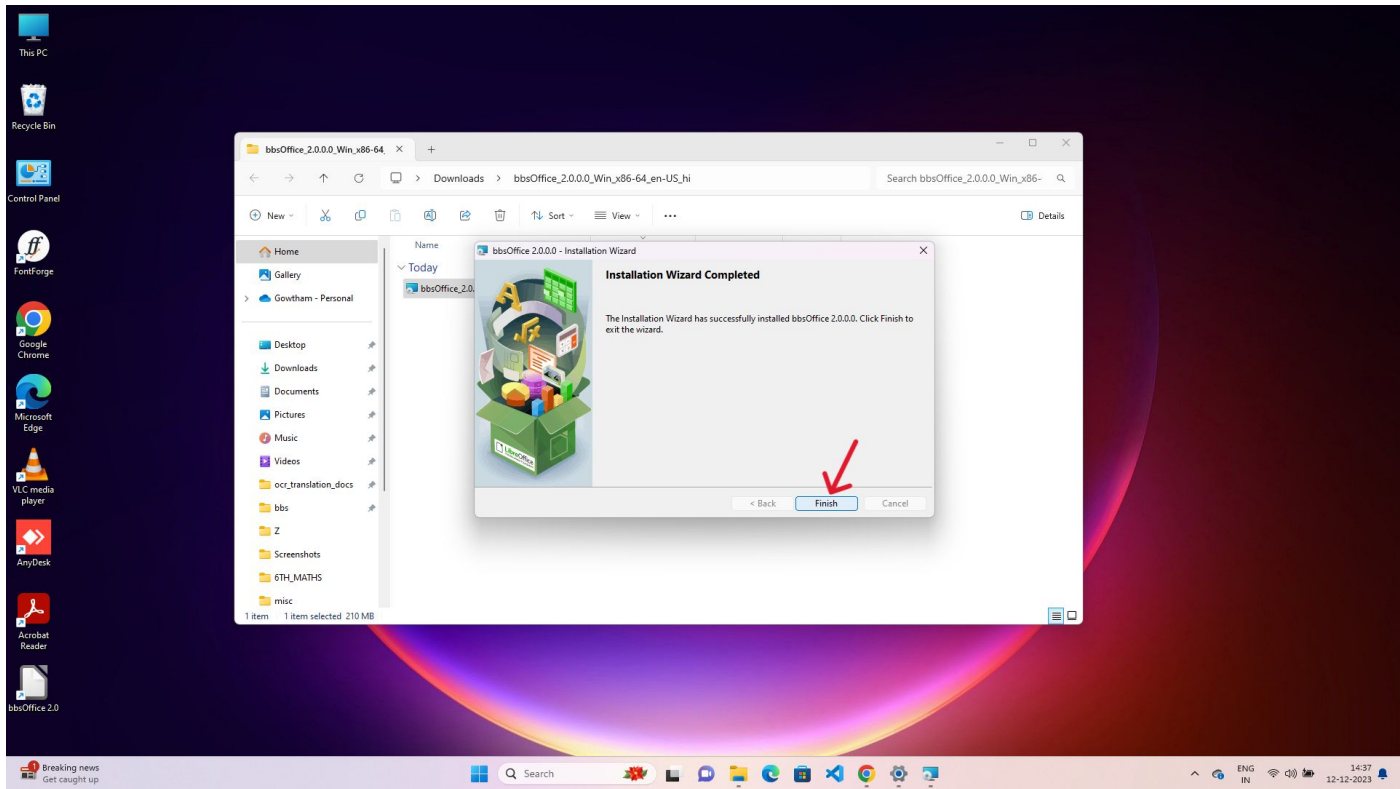 This PC
Recycle Bin
Control Panel
FontForge
Google
Chrome
Microsoft
Edge
VLC media
player
AnyDesk
Acrobat
Reader
bbsOffice 2.0
bbsOffice_2.0.0.0_Win_x86-64_
Downloads > bbsOffice_2.0.0.0_Win_x86-64_en-US_hi
Search bbsOffice_2.0.0.0_Win_x86-
New
Sort
View
Details
Home
Gallery
Gowtham - Personal
Desktop
Downloads
Documents
Pictures
Music
Videos
ocr_translation_docs
bbs
Z
Screenshots
6TH_MATHS
misc
Name
Today
bbsOffice_2.0.
1 item 1 item selected 210 MB
bbsOffice 2.0.0.0 - Installation Wizard
Installation Wizard Completed
The Installation Wizard has successfully installed bbsOffice 2.0.0.0. Click Finish to
exit the wizard.
LibreOffice
< Back Finish Cancel
1
Breaking news
Get caught up
Search
ENG
IN
14:37
12-12-2023